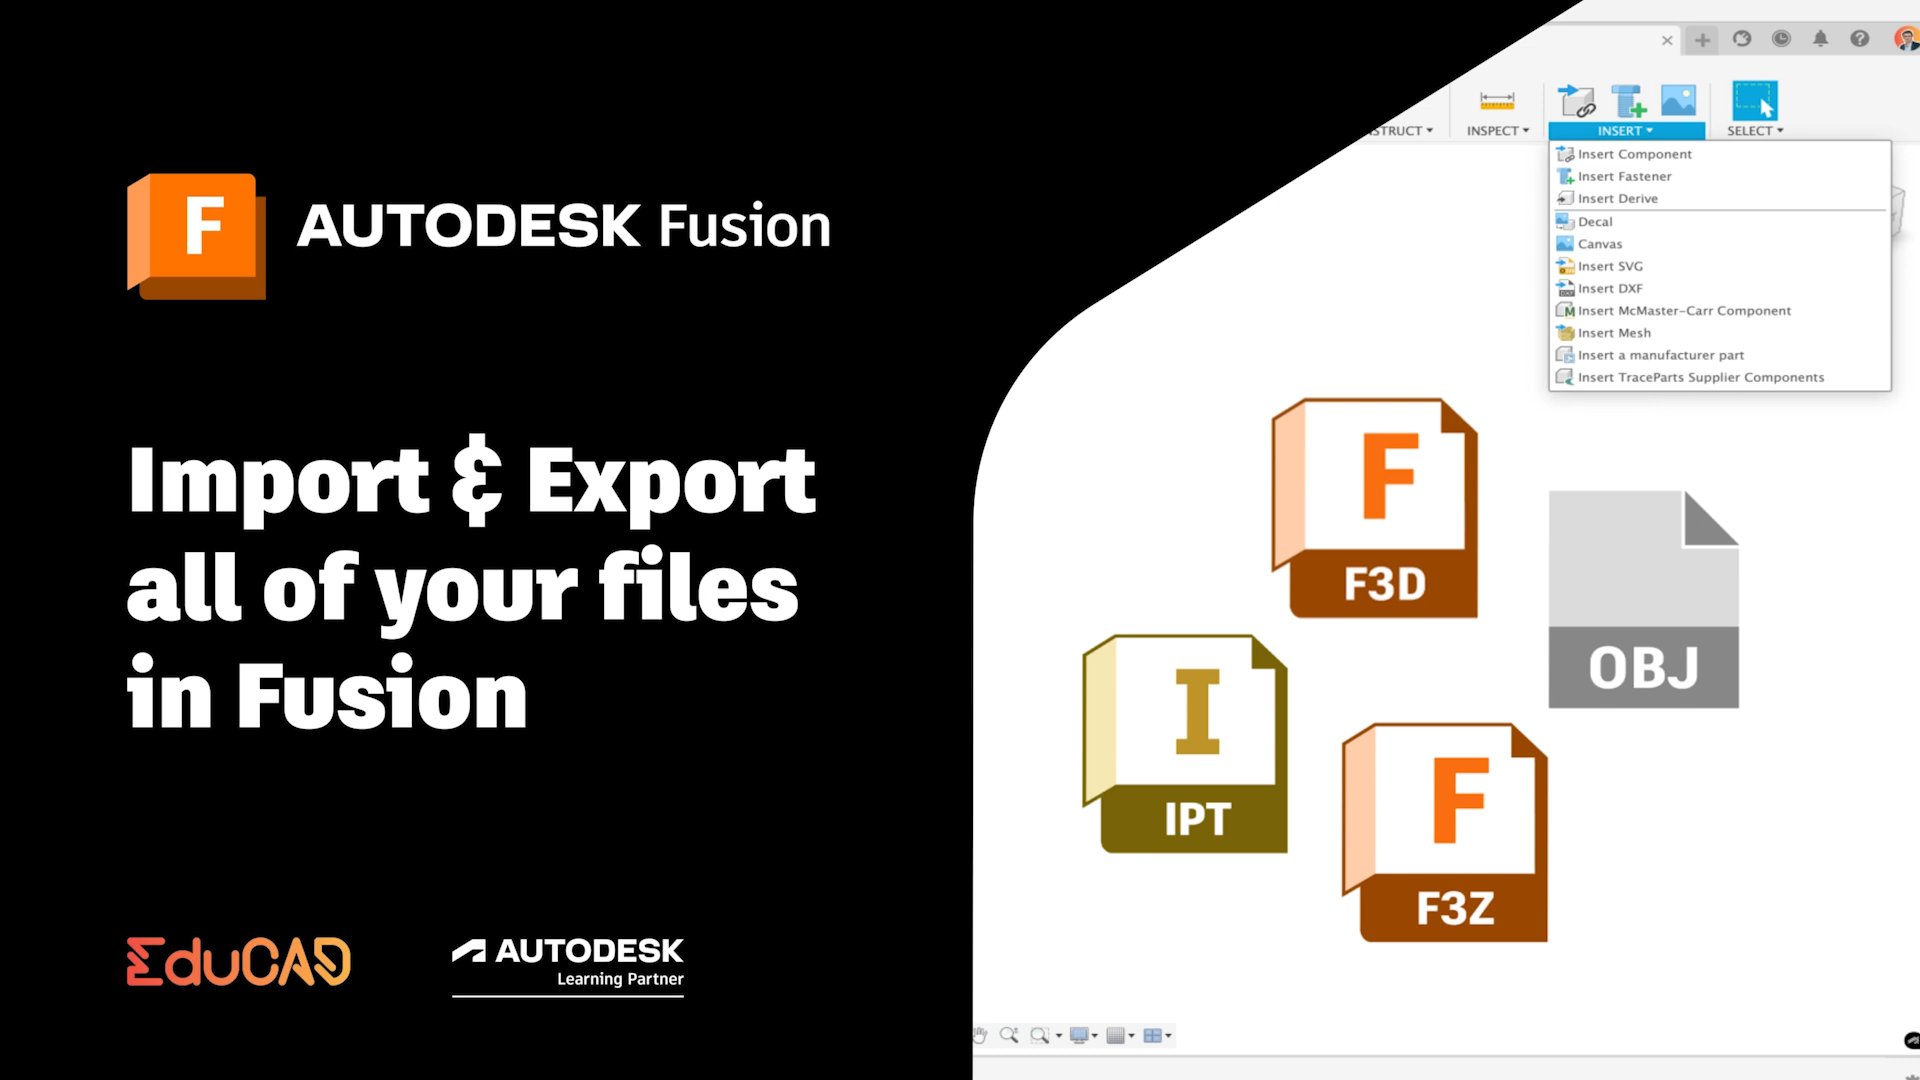 F
AUTODESK Fusion
Import & Export
all of your files
in Fusion
EduCAD
AUTODESK
Learning Partner
INSPECT
INSERT
SELECT
Insert Component
Insert Fastener
Insert Derive
Decal
Canvas
Insert SVG
Insert DXF
Insert McMaster-Carr Component
Insert Mesh
Insert a manufacturer part
Insert TraceParts Supplier Components
F
F3D
OBJ
I
IPT
F
F3Z